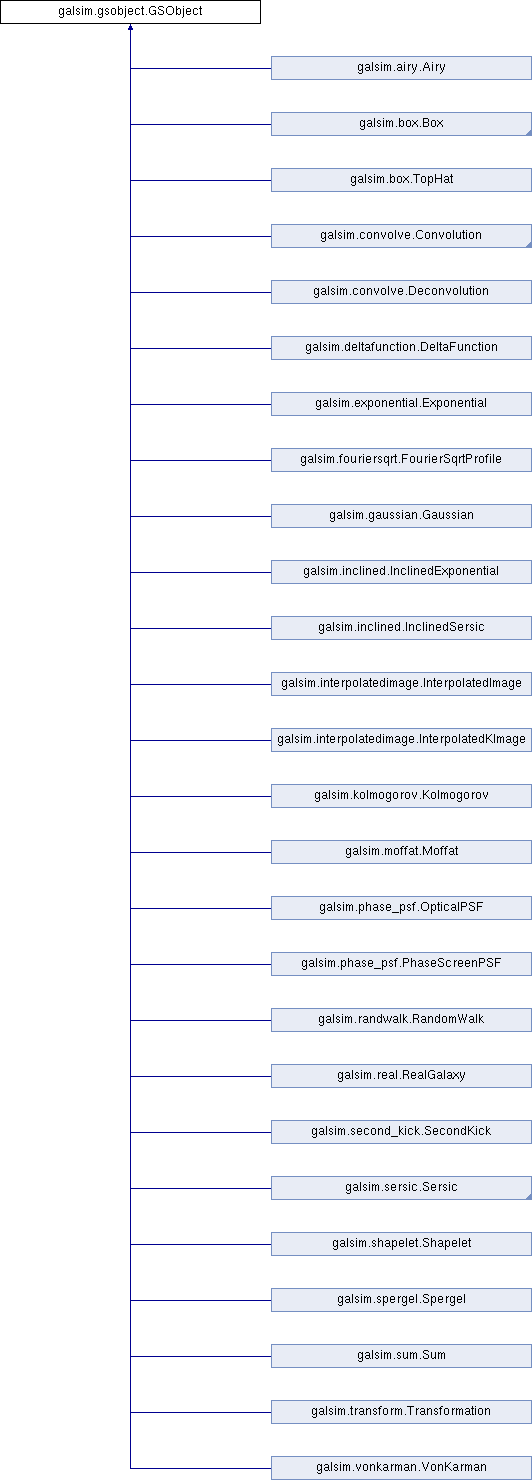 galsim.gsobject.GSObject
galsim.airy.Airy
galsim.box.Box
galsim.box.TopHat
galsim.convolve.Convolution
galsim.convolve.Deconvolution
galsim.deltafunction.DeltaFunction
galsim.exponential.Exponential
galsim.fouriersqrt.FourierSqrtProfile
galsim.gaussian.Gaussian
galsim.inclined.InclinedExponential
galsim.inclined.InclinedSersic
galsim.interpolatedimage.InterpolatedImage
galsim.interpolatedimage.InterpolatedKImage
galsim.kolmogorov.Kolmogorov
galsim.moffat.Moffat
galsim.phase_psf.OpticalPSF
galsim.phase_psf.PhaseScreenPSF
galsim.randwalk.RandomWalk
galsim.real.RealGalaxy
galsim.second_kick.SecondKick
galsim.sersic.Sersic
galsim.shapelet.Shapelet
galsim.spergel.Spergel
galsim.sum.Sum
galsim.transform.Transformation
galsim.vonkarman.VonKarman